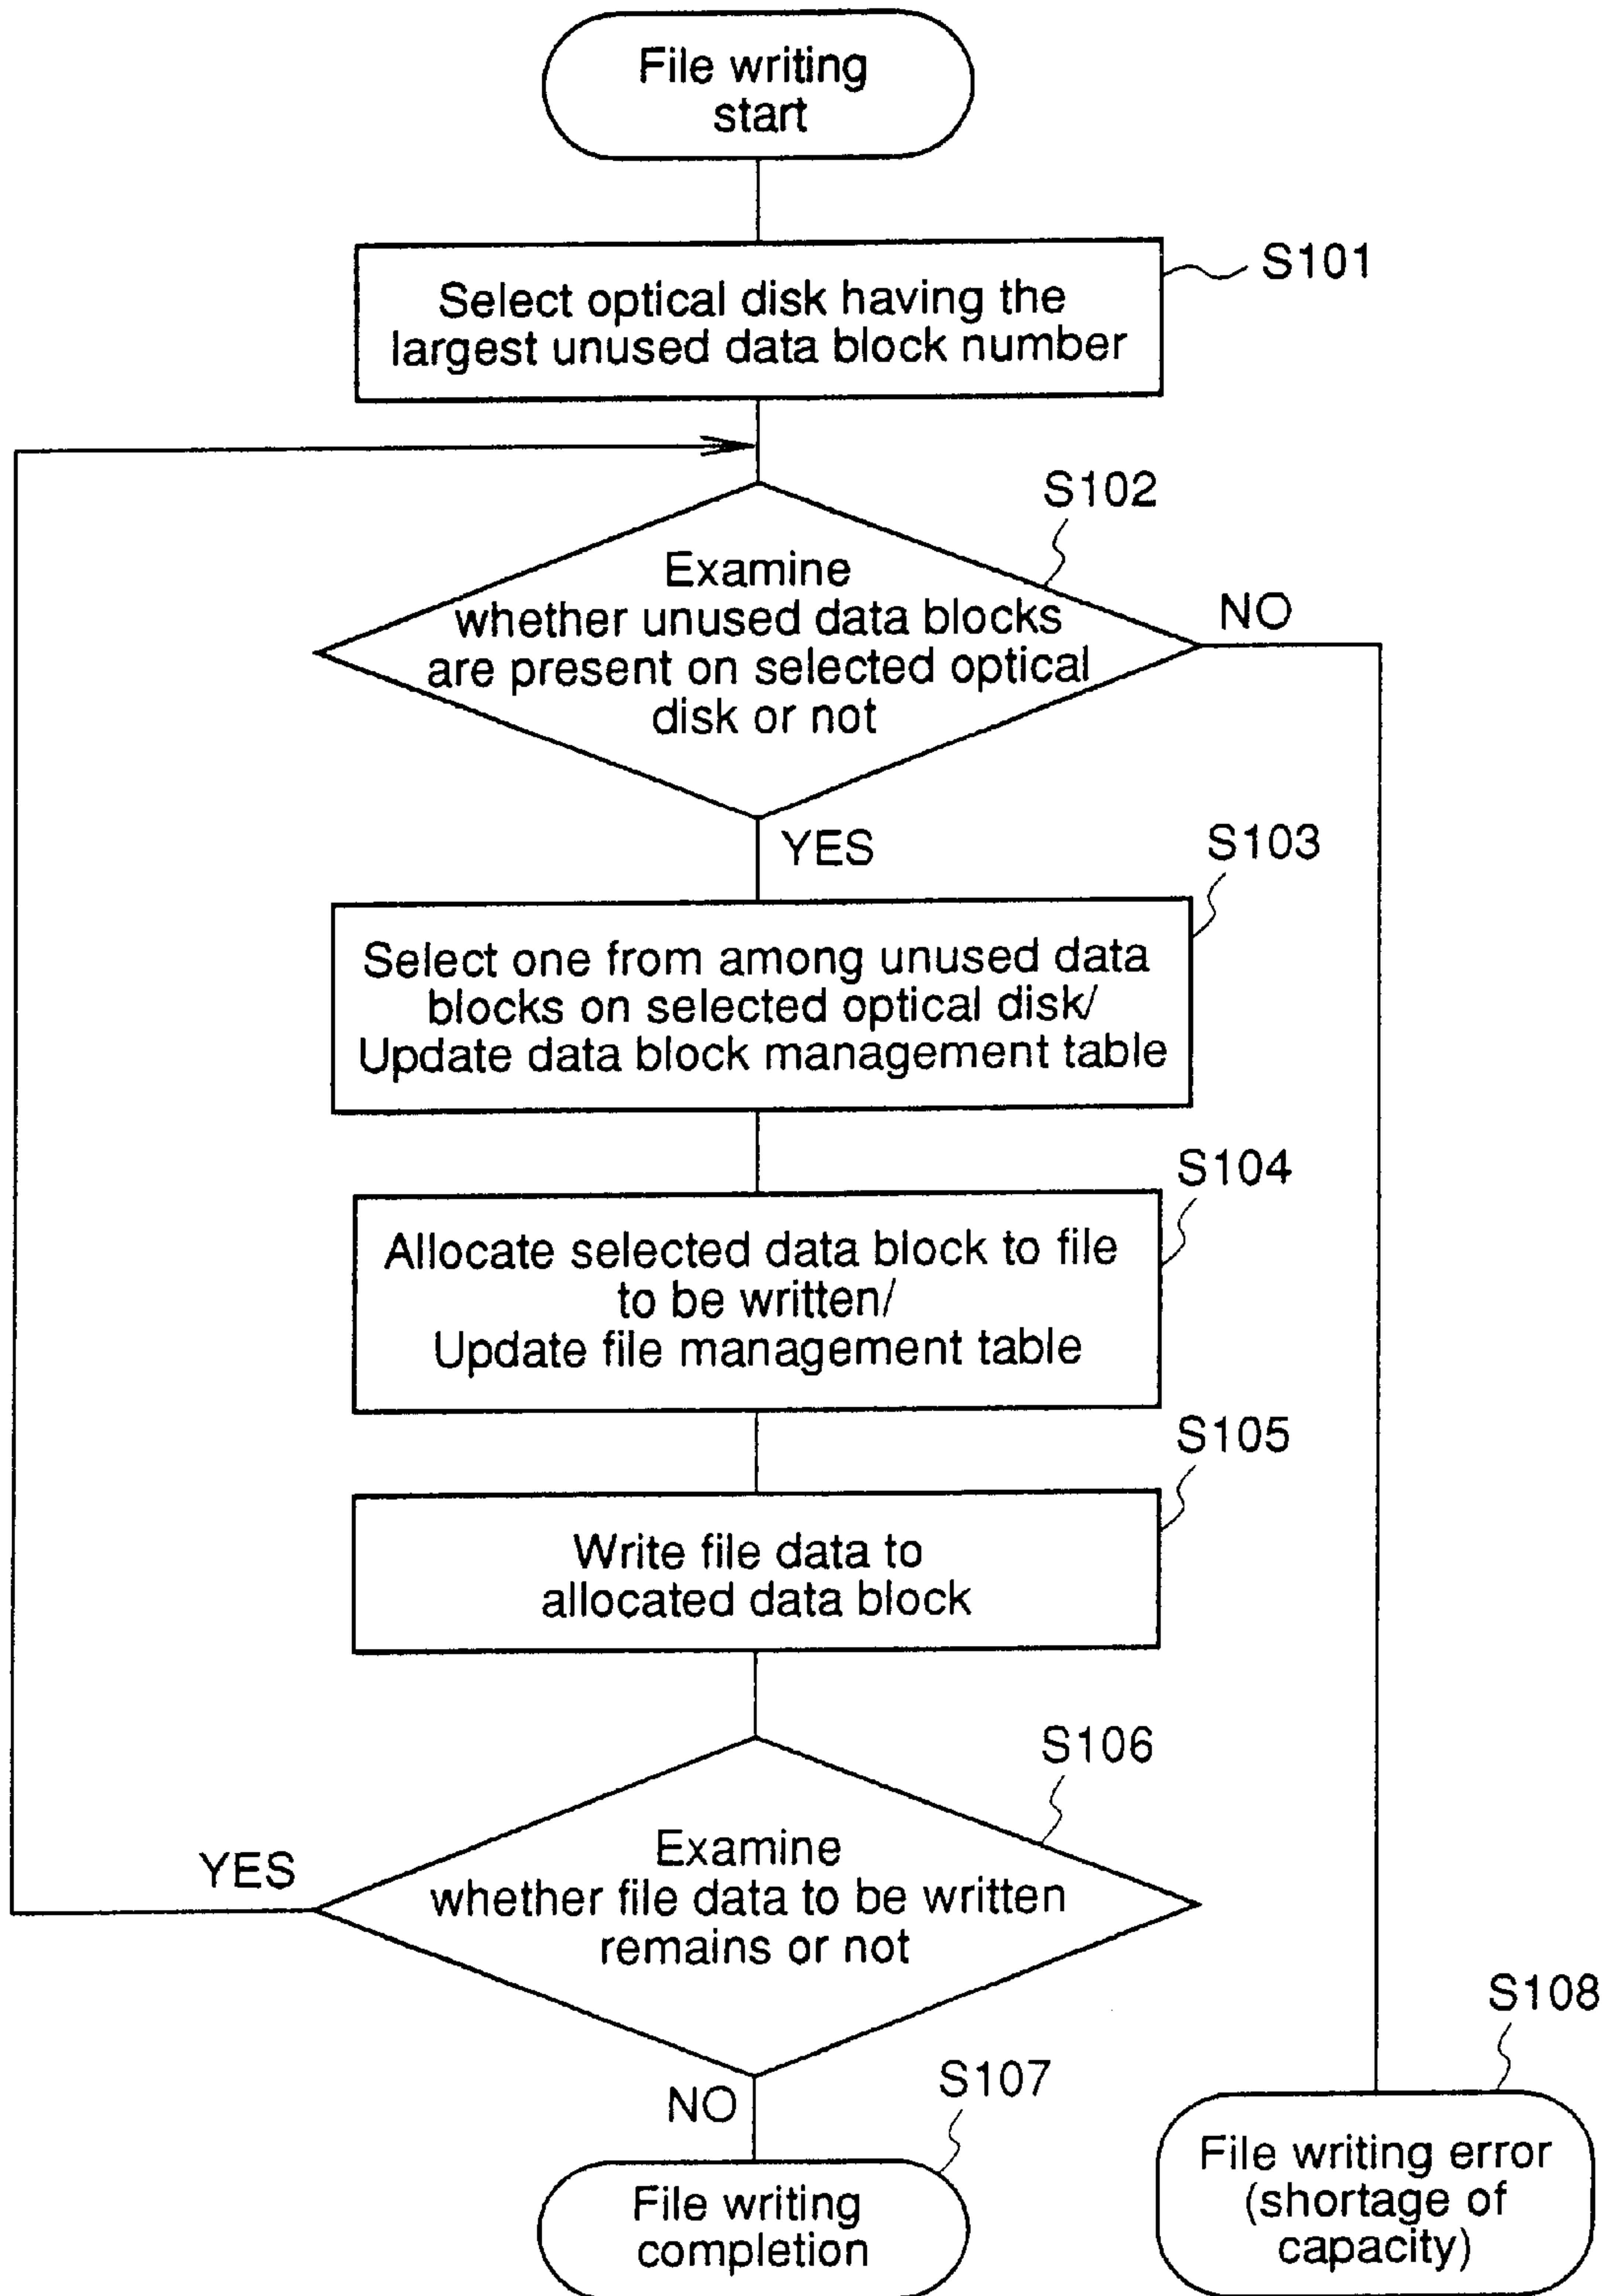 File writing
start
S101
Select optical disk having the
largest unused data block number
S102
Examine
whether unused data blocks
are present on selected optical
disk or not
NO
YES
S103
Select one from among unused data
blocks on selected optical disk/
Update data block management table
S104
Allocate selected data block to file
to be written/
Update file management table
S105
Write file data to
allocated data block
S106
Examine
whether file data to be written
remains or not
YES
NO
S107
File writing
completion
S108
File writing error
(shortage of
capacity)